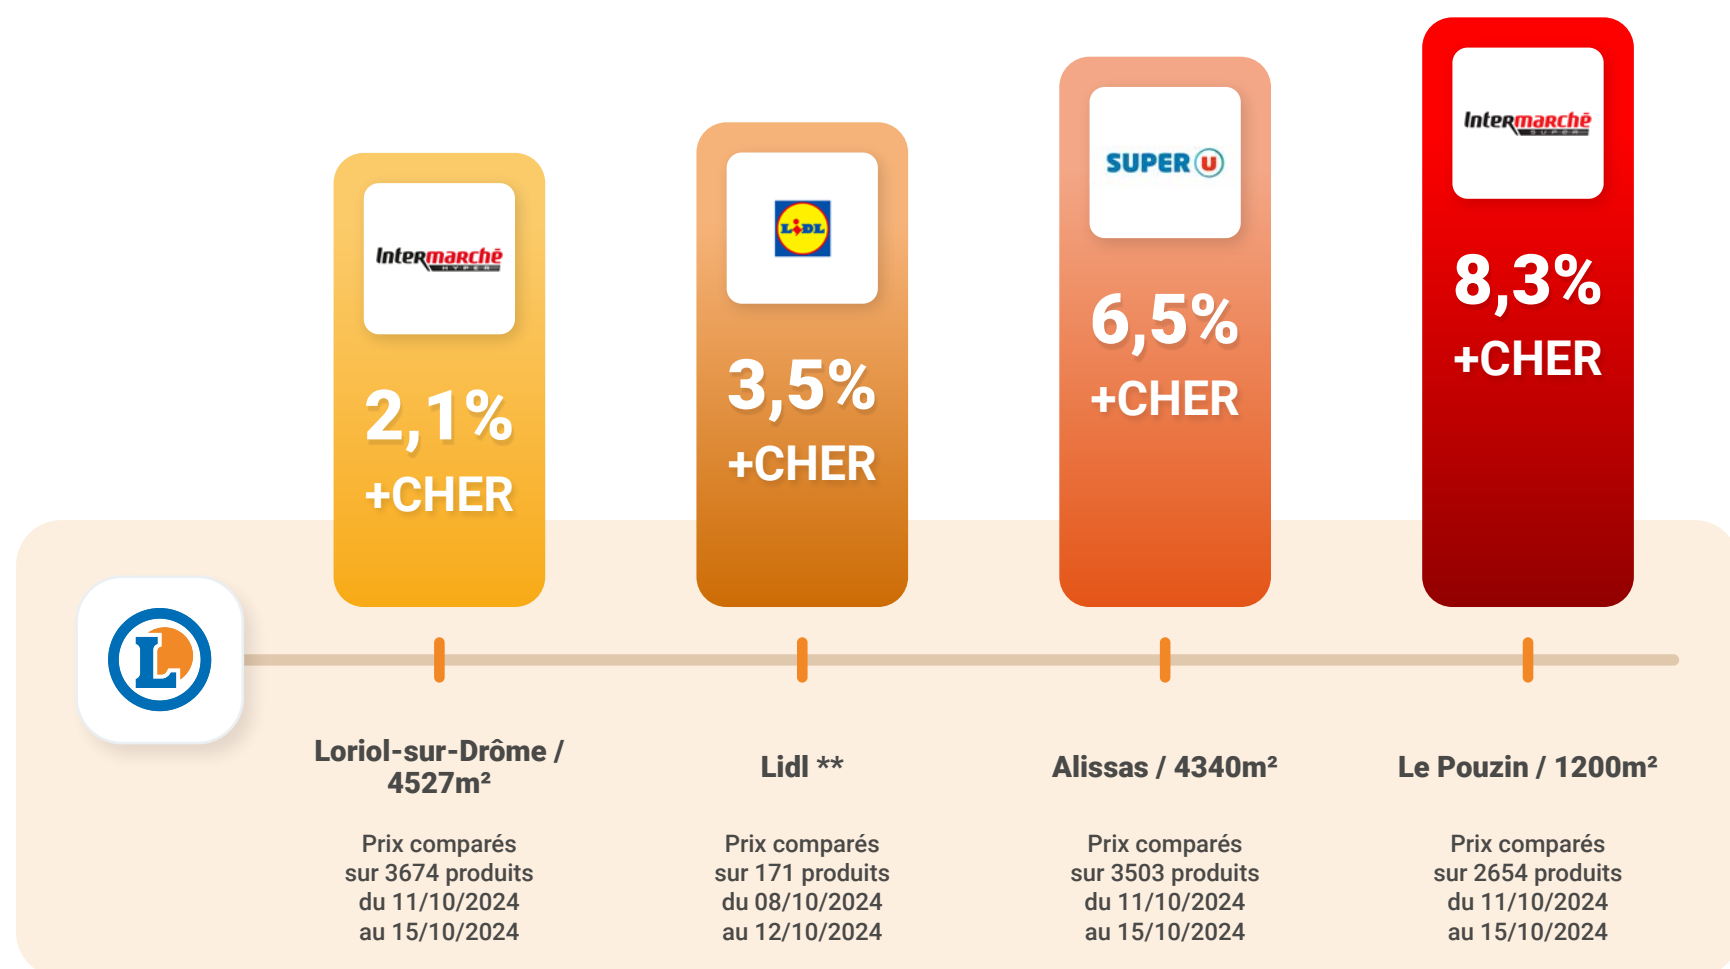 Intermarché
HYPER
2,1%
+CHER
LiDL
3,5%
+CHER
SUPER U
6,5%
+CHER
Intermarché
SUPER
8,3%
+CHER
L
Loriol-sur-Drôme /
4527m²
Prix comparés
sur 3674 produits
du 11/10/2024
au 15/10/2024
Lidl **
Prix comparés
sur 171 produits
du 08/10/2024
au 12/10/2024
Alissas / 4340m²
Prix comparés
sur 3503 produits
du 11/10/2024
au 15/10/2024
Le Pouzin / 1200m²
Prix comparés
sur 2654 produits
du 11/10/2024
au 15/10/2024